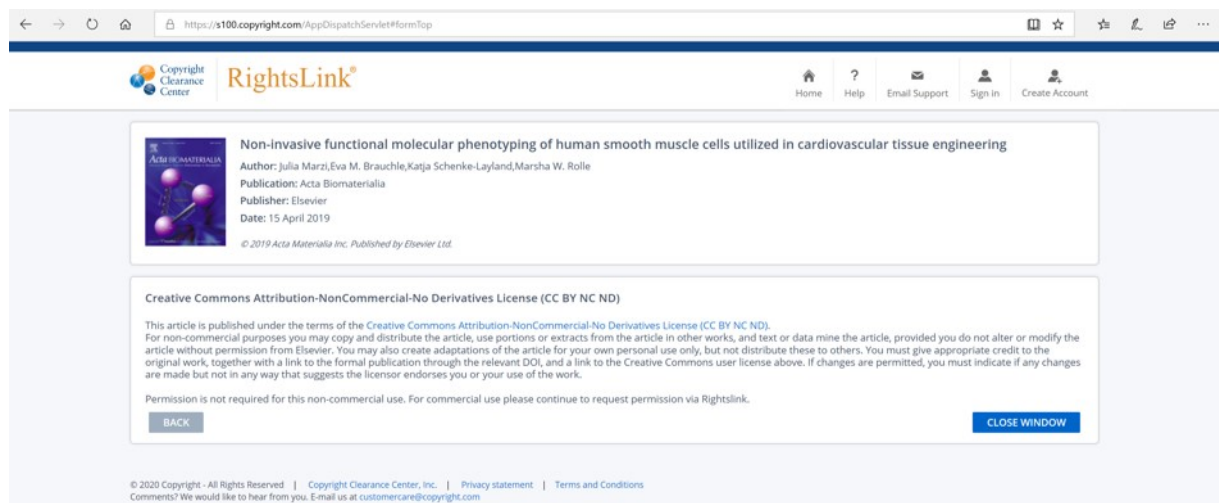 https://s100.copyright.com/AppDispatchServlet#formTop
Copyright
Clearance
Center
RightsLink®
Home
?
Help
Email Support
Sign in
Create Account
Acta BIOMATERIALIA
Non-invasive functional molecular phenotyping of human smooth muscle cells utilized in cardiovascular tissue engineering
Author: Julia Marzi,Eva M. Brauchle,Katja Schenke-Layland,Marsha W. Rolle
Publication: Acta Biomaterialia
Publisher: Elsevier
Date: 15 April 2019
© 2019 Acta Materialia Inc. Published by Elsevier Ltd.
Creative Commons Attribution-NonCommercial-No Derivatives License (CC BY NC ND)
This article is published under the terms of the Creative Commons Attribution-NonCommercial-No Derivatives License (CC BY NC ND).
For non-commercial purposes you may copy and distribute the article, use portions or extracts from the article in other works, and text or data mine the article, provided you do not alter or modify the
article without permission from Elsevier. You may also create adaptations of the article for your own personal use only, but not distribute these to others. You must give appropriate credit to the
original work, together with a link to the formal publication through the relevant DOI, and a link to the Creative Commons user license above. If changes are permitted, you must indicate if any changes
are made but not in any way that suggests the licensor endorses you or your use of the work.
Permission is not required for this non-commercial use. For commercial use please continue to request permission via Rightslink.
BACK
CLOSE WINDOW
© 2020 Copyright - All Rights Reserved | Copyright Clearance Center, Inc. | Privacy statement | Terms and Conditions
Comments? We would like to hear from you. E-mail us at customercare@copyright.com